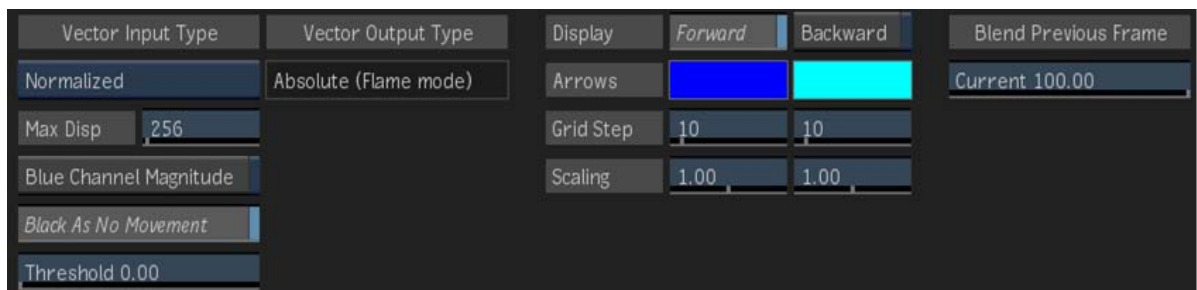 Vector Input Type Vector Output Type Display Forward Backward Blend Previous Frame
Normalized Absolute (Flame mode) Arrows Current 100.00
Max Disp 256 Grid Step 10 10
Blue Channel Magnitude Scaling 1.00 1.00
Black As No Movement
Threshold 0.00